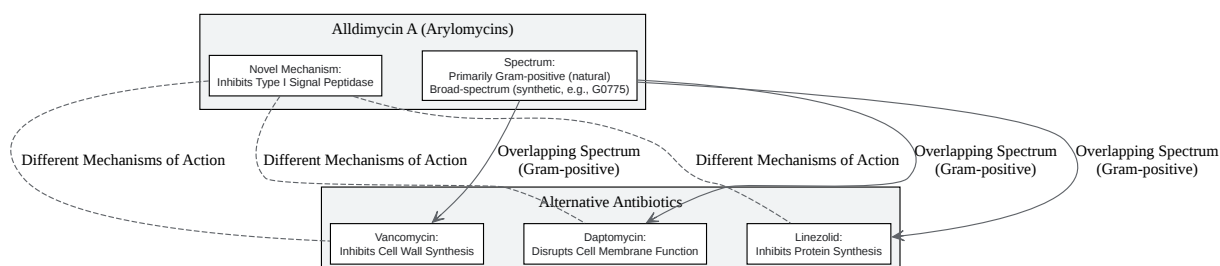 Alldimycin A (Arylomycins)
Novel Mechanism:
Inhibits Type I Signal Peptidase
Spectrum:
Primarily Gram-positive (natural)
Broad-spectrum (synthetic, e.g., G0775)
Different Mechanisms of Action
Different Mechanisms of Action
Overlapping Spectrum
(Gram-positive)
Different Mechanisms of Action
Overlapping Spectrum
(Gram-positive)
Overlapping Spectrum
(Gram-positive)
Alternative Antibiotics
Vancomycin:
Inhibits Cell Wall Synthesis
Daptomycin:
Disrupts Cell Membrane Function
Linezolid:
Inhibits Protein Synthesis